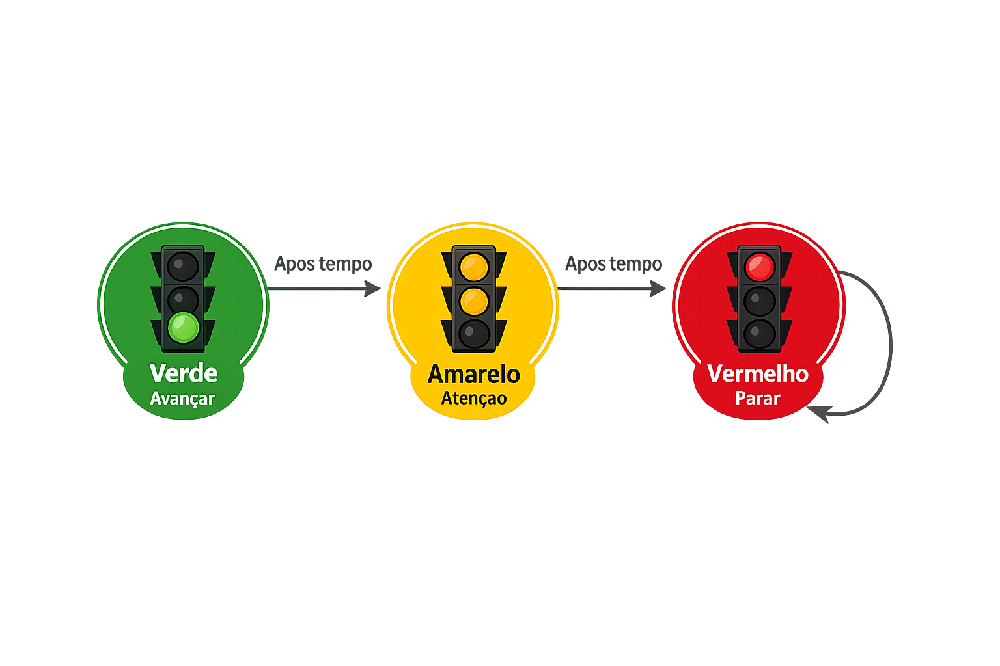 Apos tempo
Apos tempo
Verde
Avançar
Amarelo
Atençao
Vermelho
Parar